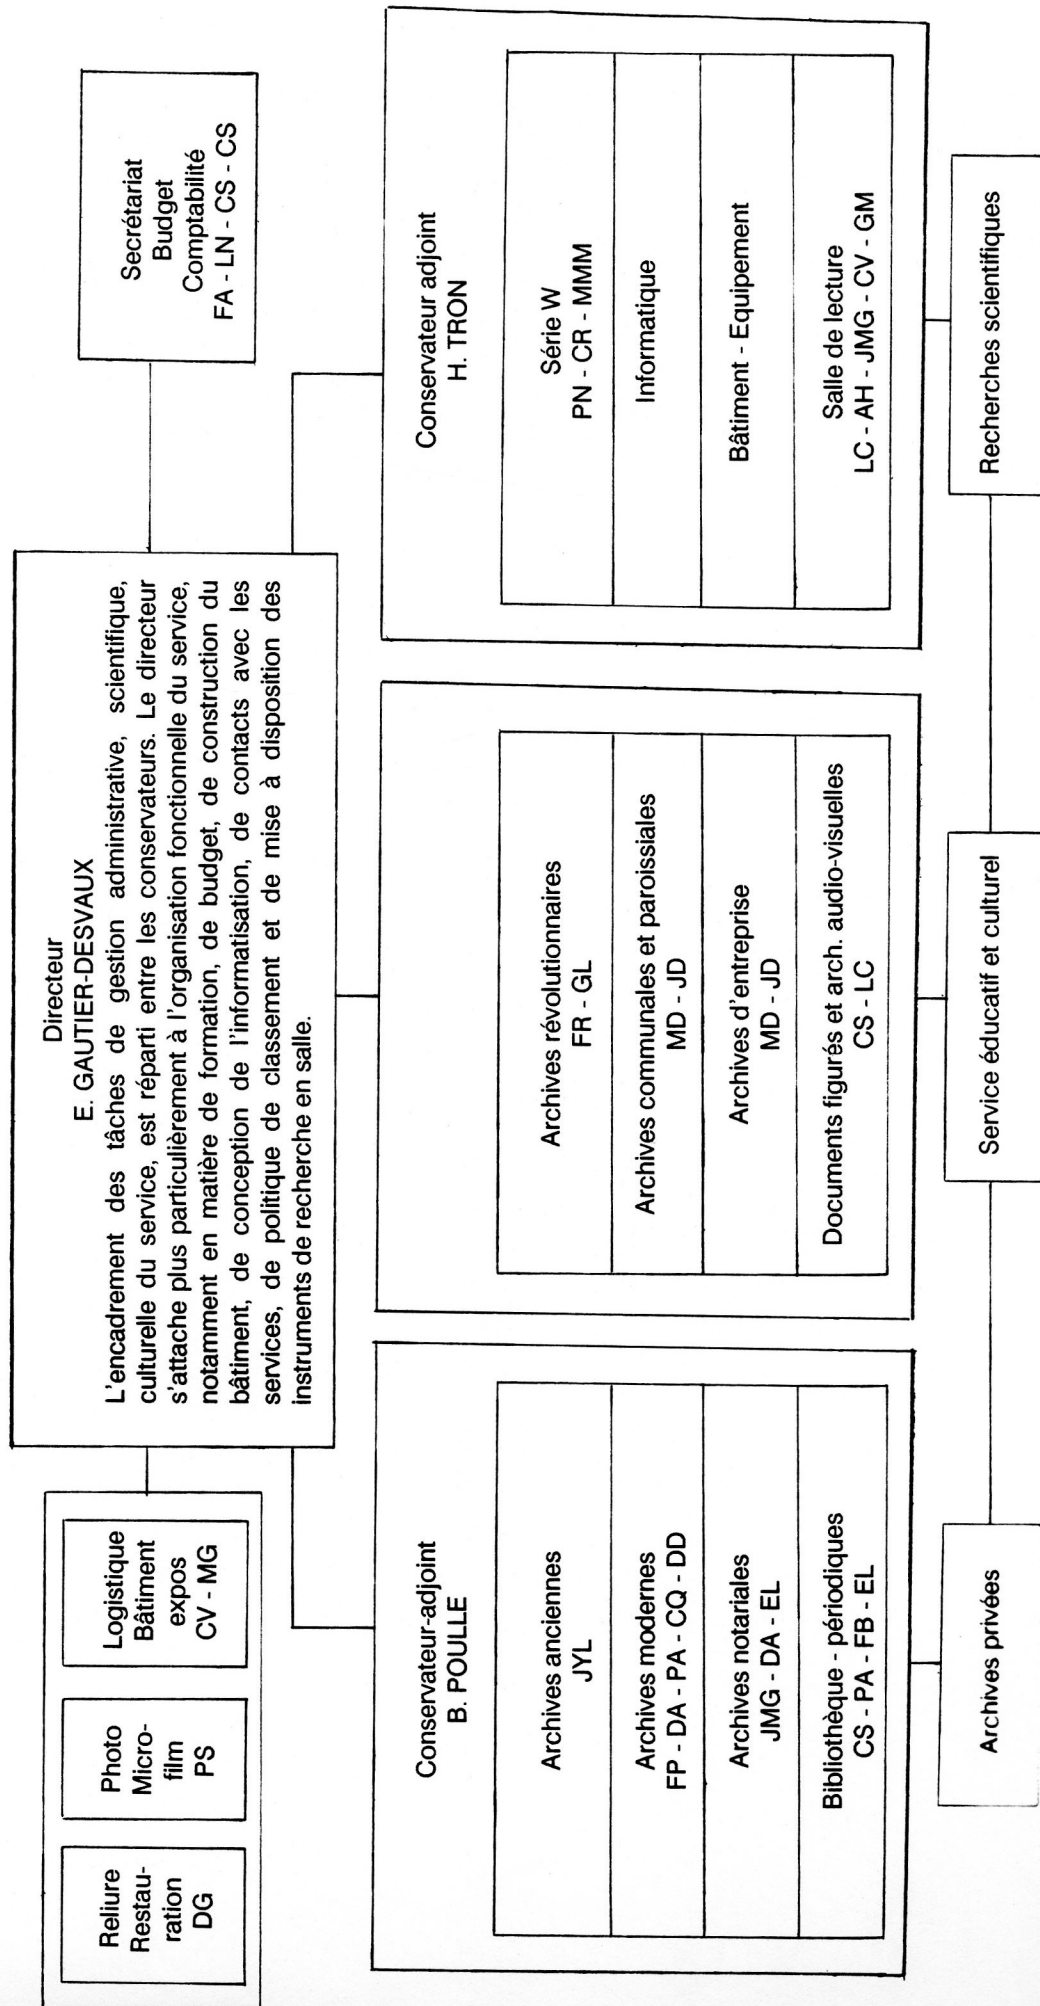 Directeur
E. GAUTIER-DESVAUX
L'encadrement des tâches de gestion administrative, scientifique,
culturelle du service, est réparti entre les conservateurs. Le directeur
s'attache plus particulièrement à l'organisation fonctionnelle du service,
notamment en matière de formation, de budget, de construction du
bâtiment, de conception de l'informatisation, de contacts avec les
services, de politique de classement et de mise à disposition des
instruments de recherche en salle.
Reliure
Restau-
ration
DG
Photo
Micro-
film
PS
Logistique
Bâtiment
expos
CV - MG
Secrétariat
Budget
Comptabilité
FA - LN - CS - CS
Conservateur-adjoint
B. POULLE
Archives anciennes
JYL
Archives modernes
FP - DA - PA - CQ - DD
Archives notariales
JMG - DA - EL
Bibliothèque - périodiques
CS - PA - FB - EL
Archives révolutionnaires
FR - GL
Archives communales et paroissiales
MD - JD
Archives d'entreprise
MD - JD
Documents figurés et arch. audio-visuelles
CS - LC
Conservateur adjoint
H. TRON
Série W
PN - CR - MMM
Informatique
Bâtiment - Equipement
Salle de lecture
LC - AH - JMG - CV - GM
Archives privées
Service éducatif et culturel
Recherches scientifiques